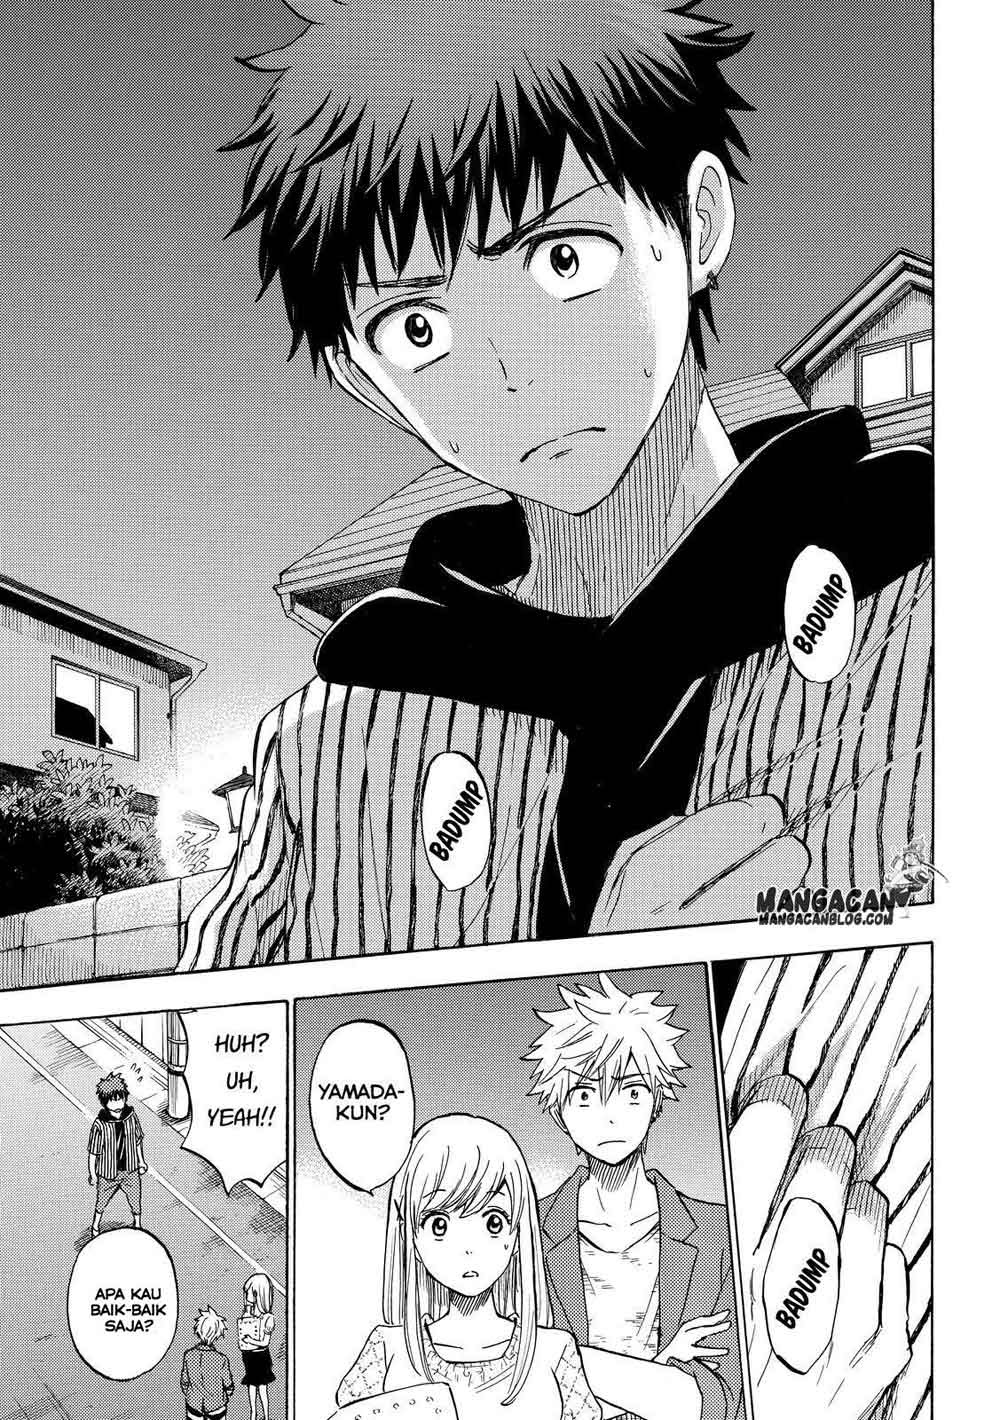 BADUMP
BADUMP
MANGACAN
MANGACANBLOG.COM
BADUMP
YAMADA-
KUN?
HUH?
UH,
YEAH!!
APA KAU
BAIK-BAIK
SAJA?